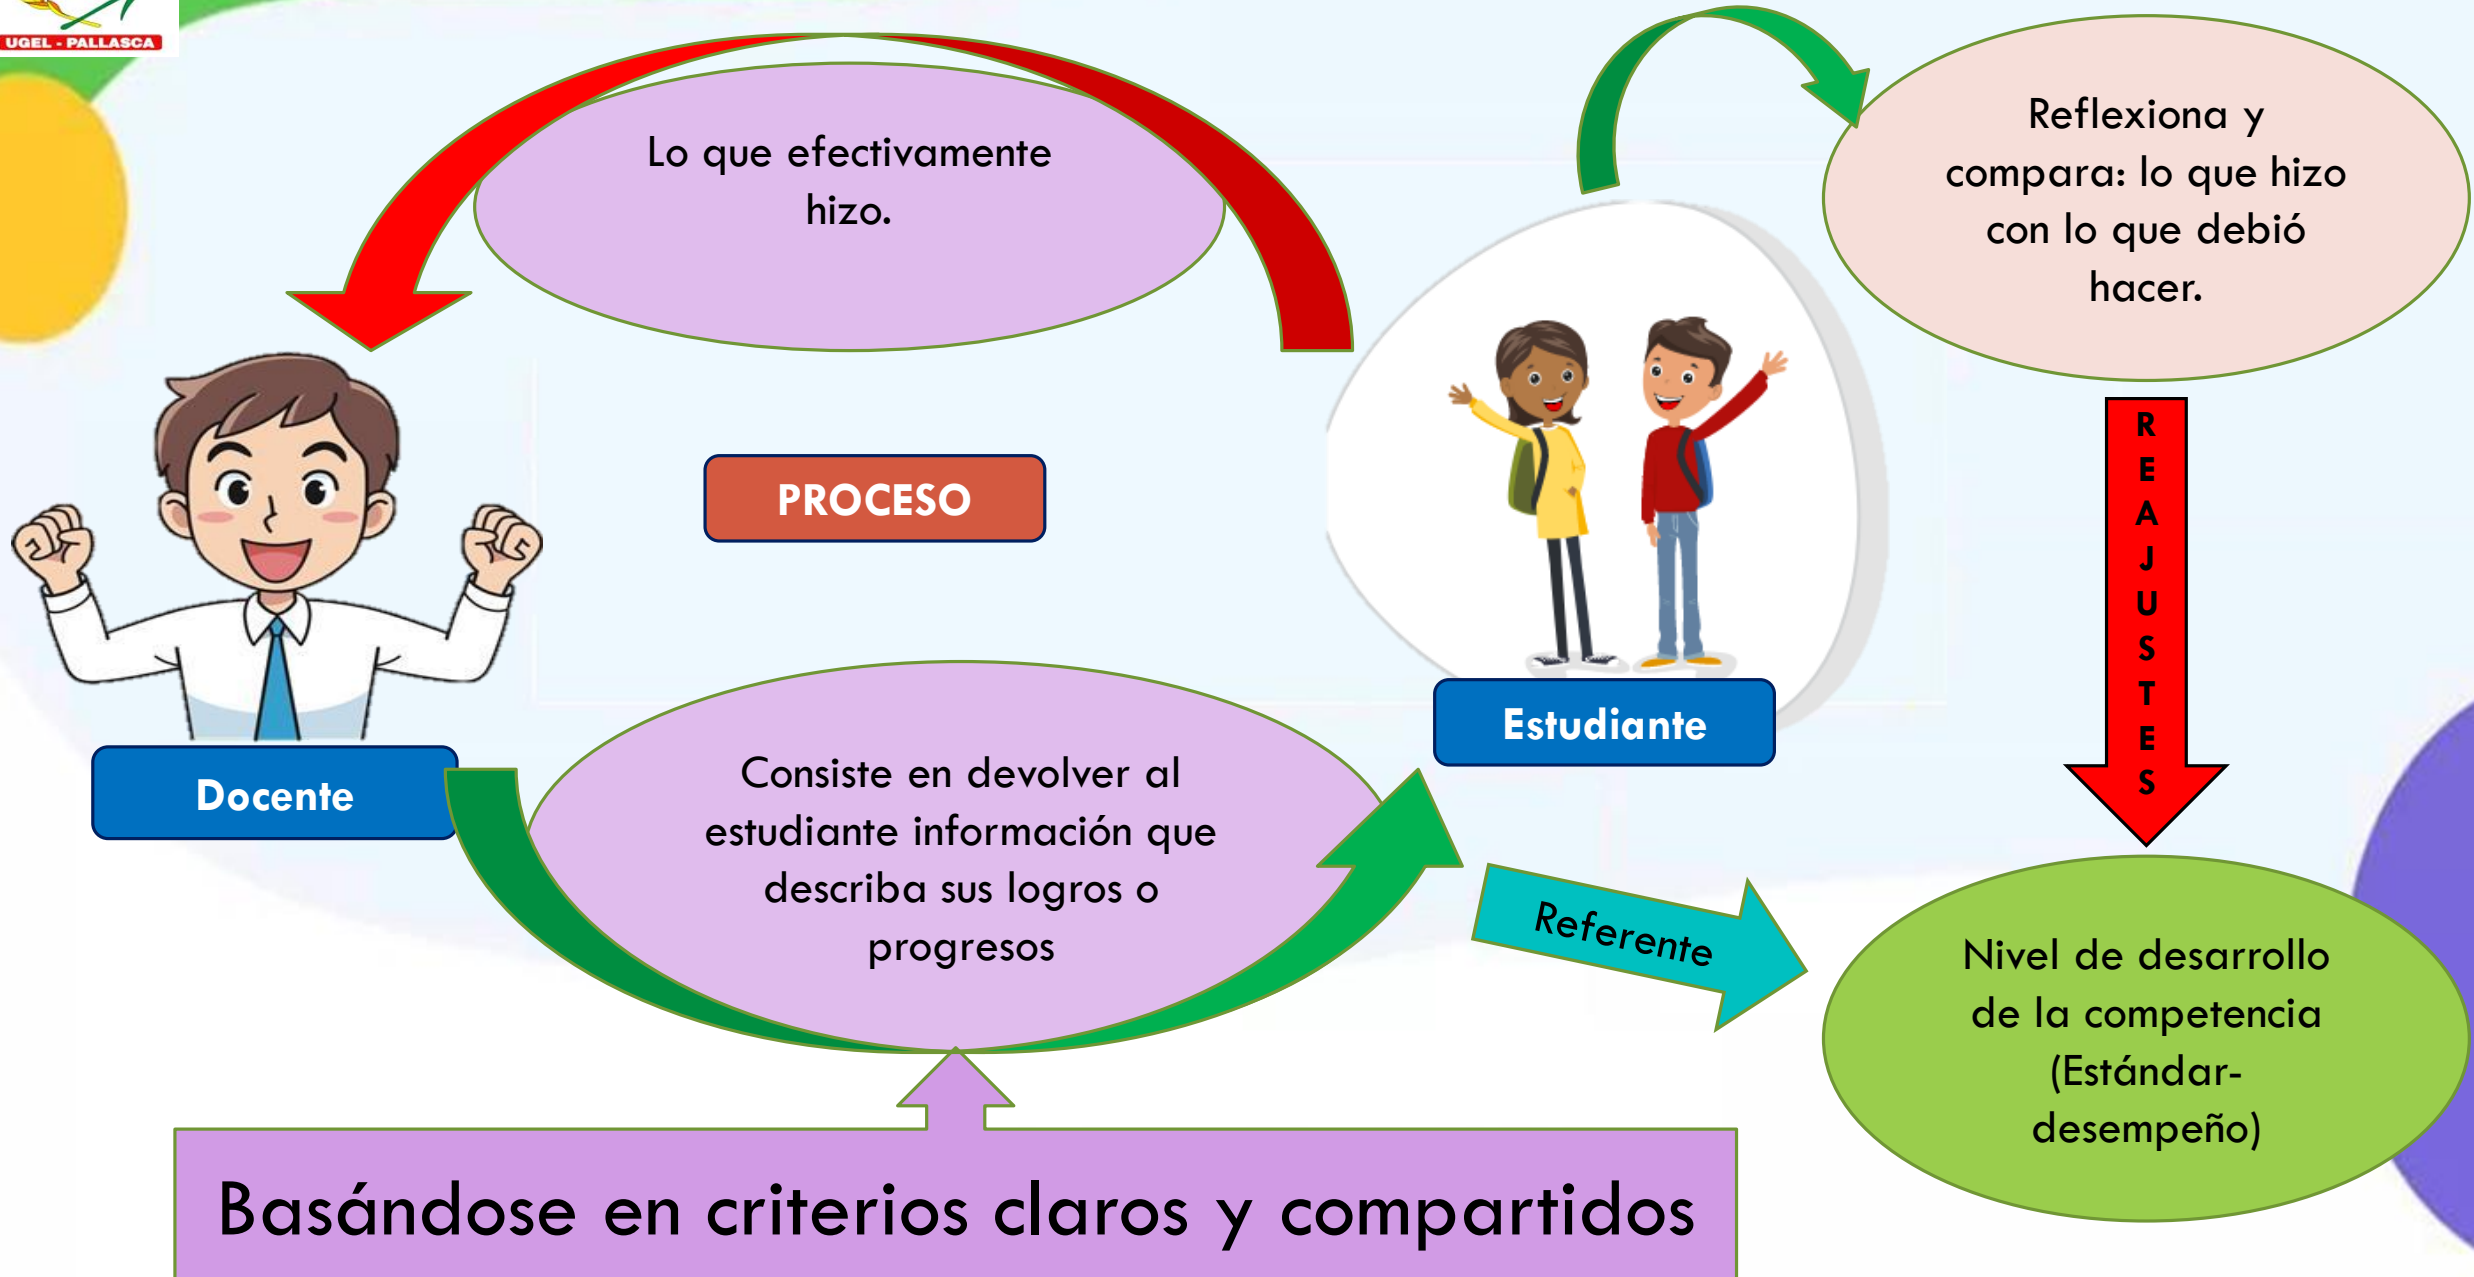 UGEL - PALLASCA
Lo que efectivamente
hizo.
Reflexiona y
compara: lo que hizo
con lo que debió
hacer.
PROCESO
REAJUSTES
Estudiante
Docente
Consiste en devolver al
estudiante información que
describa sus logros o
progresos
Referente
Nivel de desarrollo
de la competencia
(Estándar-
desempeño)
Basándose en criterios claros y compartidos